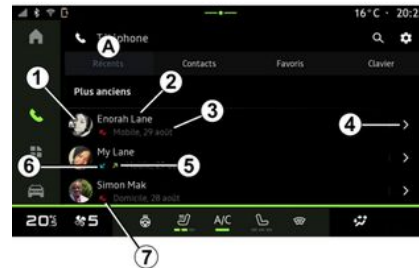 16°C · 20:2
A
Téléphone
Récents Contacts Favoris Clavier
Plus anciens
1 2 3 4
Enorah Lane
Mobile, 29 août
My Lane
6 5
Simon Mak
Domicile, 28 août
20 5 A/C
7